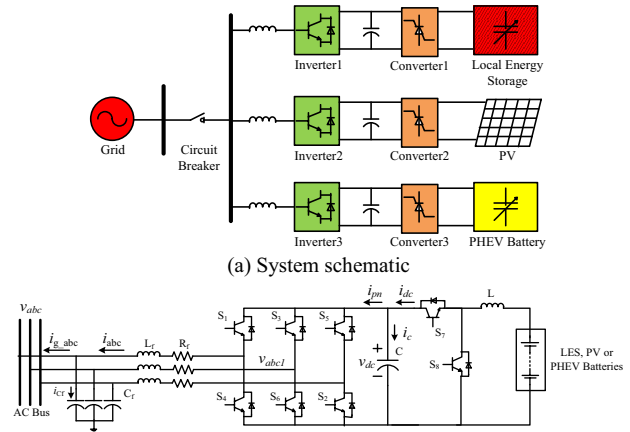 Inverter1
Converter1
Local Energy
Storage
Grid
Circuit
Breaker
Inverter2
Converter2
PV
Inverter3
Converter3
PHEV Battery
(a) System schematic
v_abc
i_g_abc
i_abc
L_f
R_f
i_Cf
C_f
AC Bus
S_1
S_3
S_5
v_abc1
S_4
S_6
S_2
i_pn
i_dc
i_c
+
v_dc
−
C
S_7
S_8
L
LES, PV or
PHEV Batteries